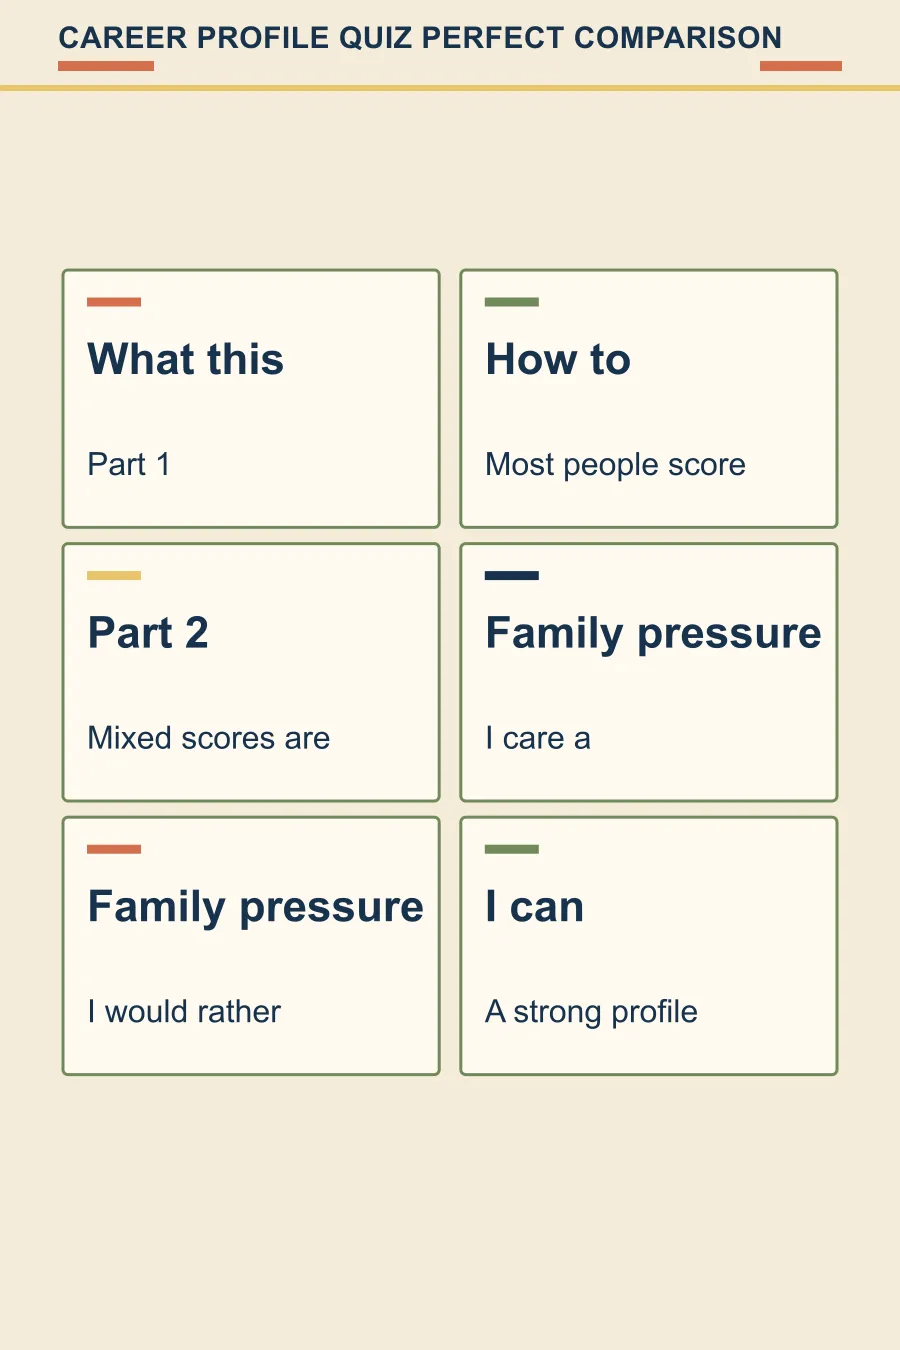 CAREER PROFILE QUIZ PERFECT COMPARISON
What this
Part 1
How to
Most people score
Part 2
Mixed scores are
Family pressure
I care a
Family pressure
I would rather
I can
A strong profile